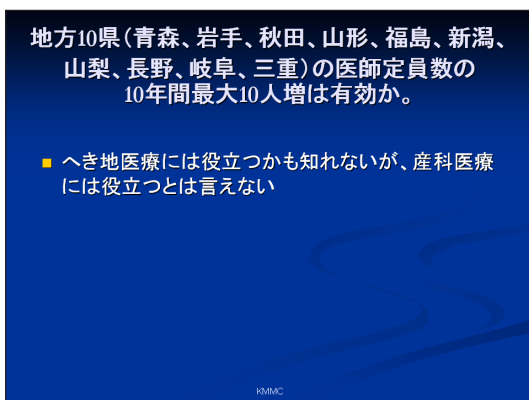 地方10県(青森、岩手、秋田、山形、福島、新潟、
山梨、長野、岐阜、三重)の医師定員数の
10年間最大10人増は有効か。
へき地医療には役立つかも知れないが、産科医療
には役立つとは言えない
KMMC